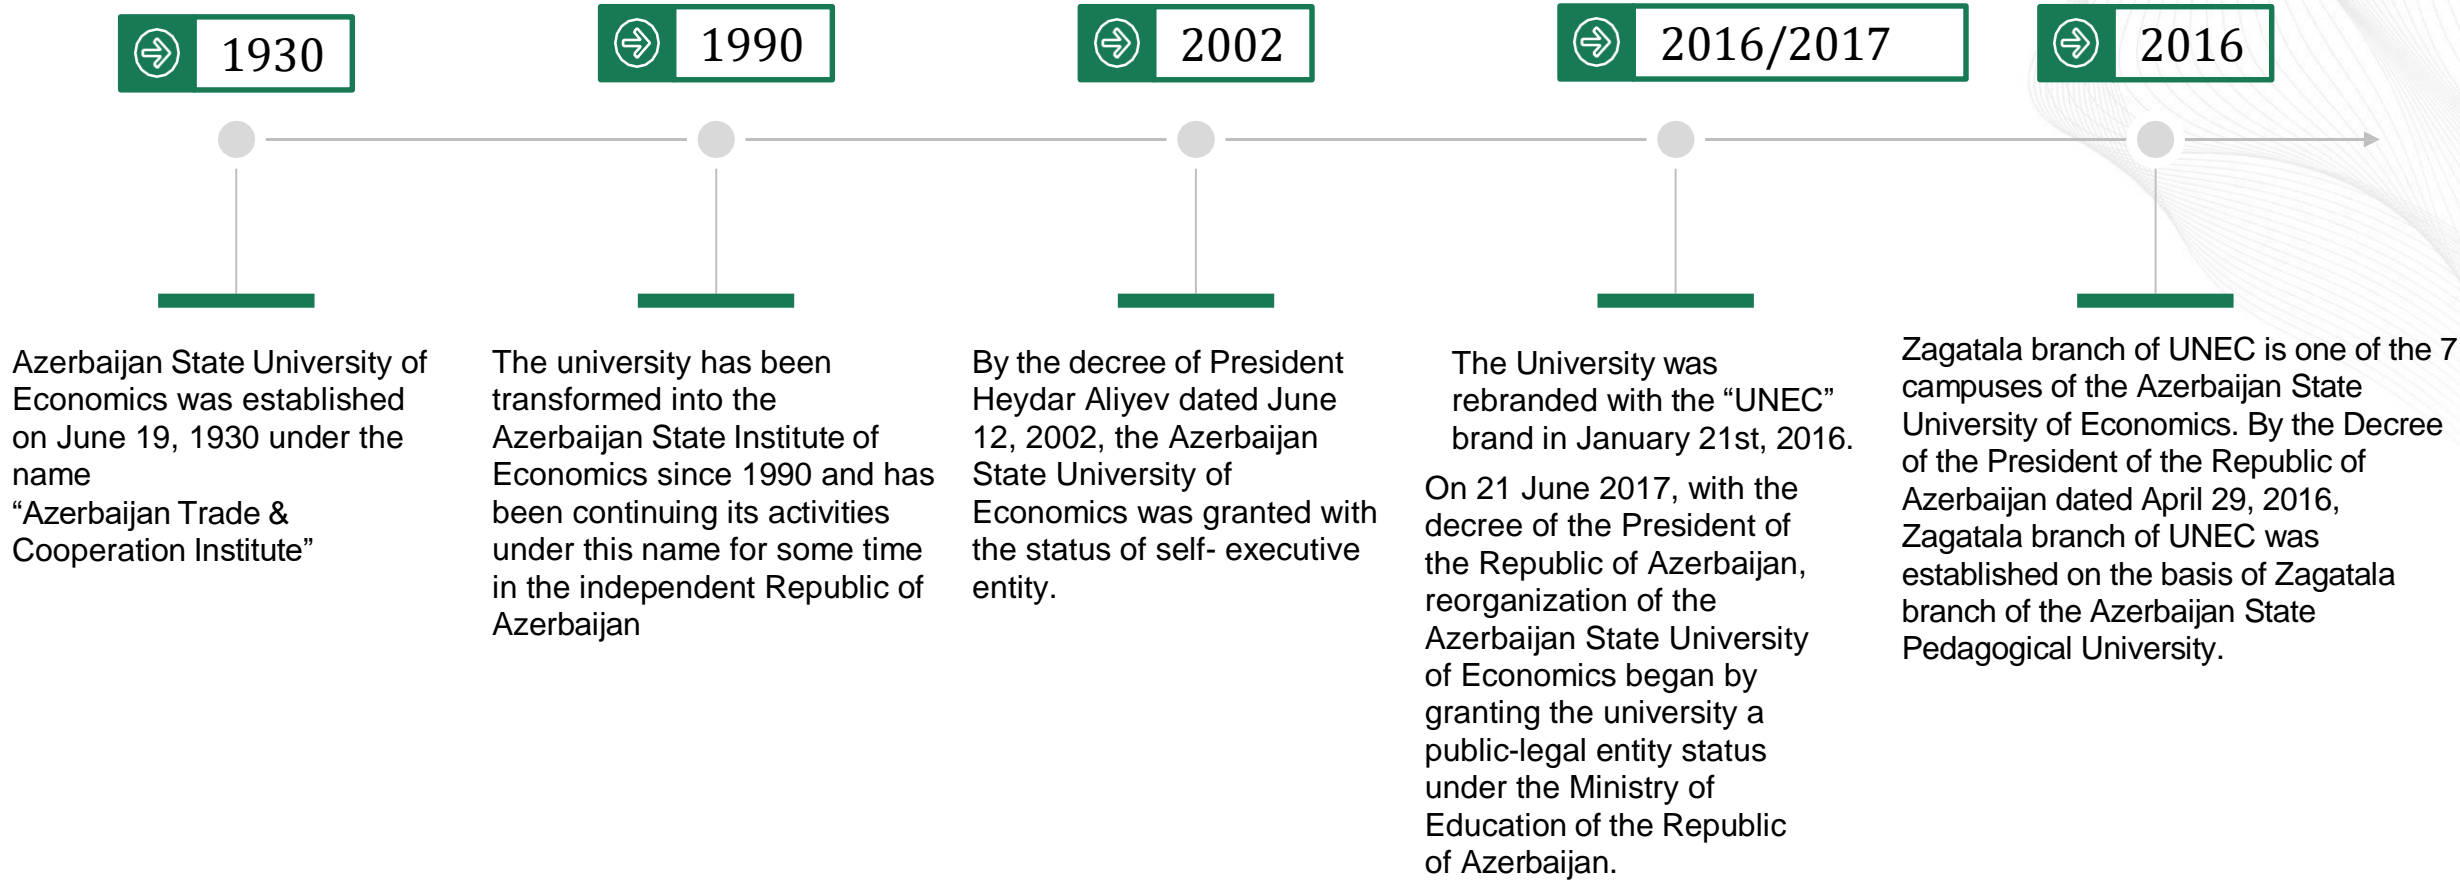 1930
Azerbaijan State University of
Economics was established
on June 19, 1930 under the
name
“Azerbaijan Trade &
Cooperation Institute”
1990
The university has been
transformed into the
Azerbaijan State Institute of
Economics since 1990 and has
been continuing its activities
under this name for some time
in the independent Republic of
Azerbaijan
2002
By the decree of President
Heydar Aliyev dated June
12, 2002, the Azerbaijan
State University of
Economics was granted with
the status of self- executive
entity.
2016/2017
The University was
rebranded with the “UNEC”
brand in January 21st, 2016.
On 21 June 2017, with the
decree of the President of
the Republic of Azerbaijan,
reorganization of the
Azerbaijan State University
of Economics began by
granting the university a
public-legal entity status
under the Ministry of
Education of the Republic
of Azerbaijan.
2016
Zagatala branch of UNEC is one of the 7
campuses of the Azerbaijan State
University of Economics. By the Decree
of the President of the Republic of
Azerbaijan dated April 29, 2016,
Zagatala branch of UNEC was
established on the basis of Zagatala
branch of the Azerbaijan State
Pedagogical University.